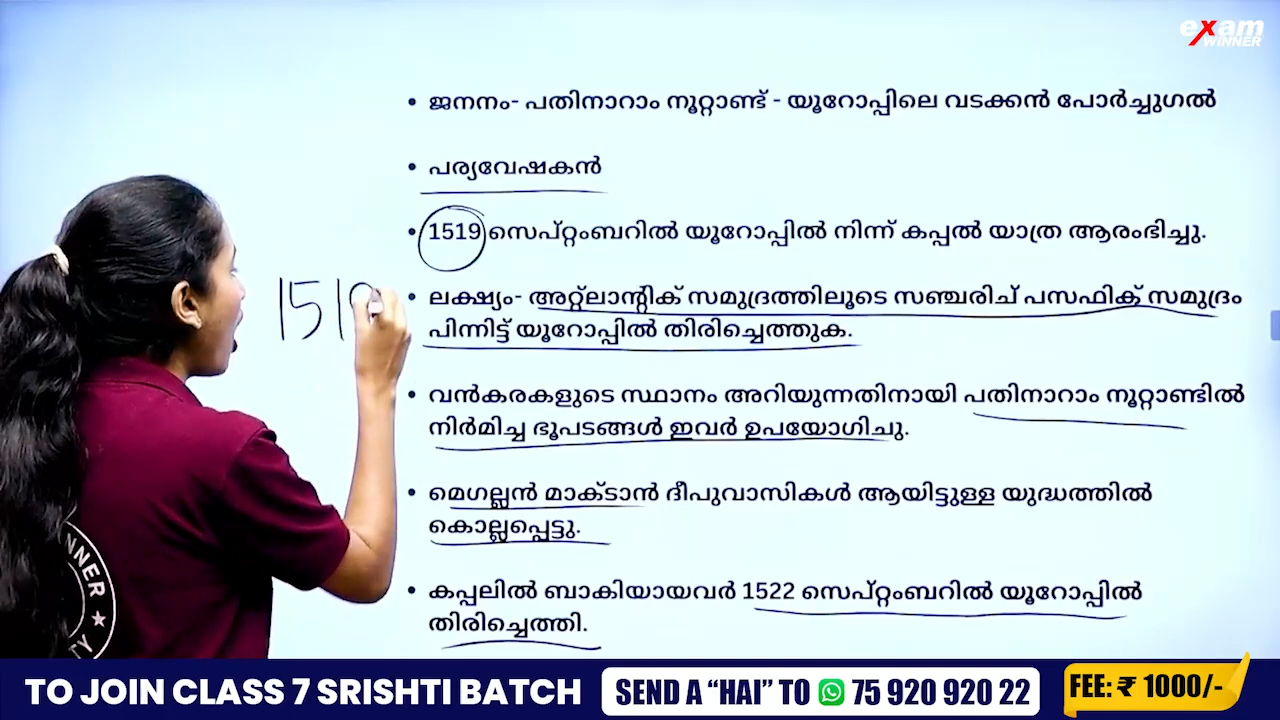 exam
WINNER
• ജനനം- പതിനാറാം നൂറ്റാണ്ട് - യൂറോപ്പിലെ വടക്കൻ പോർച്ചുഗൽ
• പര്യവേഷകൻ
• 1519 സെപ്റ്റംബറിൽ യൂറോപ്പിൽ നിന്ന് കപ്പൽ യാത്ര ആരംഭിച്ചു.
151
• ലക്ഷ്യം- അറ്റ്ലാന്റിക് സമുദ്രത്തിലൂടെ സഞ്ചരിച് പസഫിക് സമുദ്രം
പിന്നിട്ട് യൂറോപ്പിൽ തിരിച്ചെത്തുക.
• വൻകരകളുടെ സ്ഥാനം അറിയുന്നതിനായി പതിനാറാം നൂറ്റാണ്ടിൽ
നിർമിച്ച ഭൂപടങ്ങൾ ഇവർ ഉപയോഗിചു.
• മെഗല്ലൻ മാക്ടാൻ ദീപുവാസികൾ ആയിട്ടുള്ള യുദ്ധത്തിൽ
കൊല്ലപ്പെട്ടു.
• കപ്പലിൽ ബാകിയായവർ 1522 സെപ്റ്റംബറിൽ യൂറോപ്പിൽ
തിരിച്ചെത്തി.
TO JOIN CLASS 7 SRISHTI BATCH
SEND A “HAI” TO 75 920 920 22
FEE: ₹ 1000/-